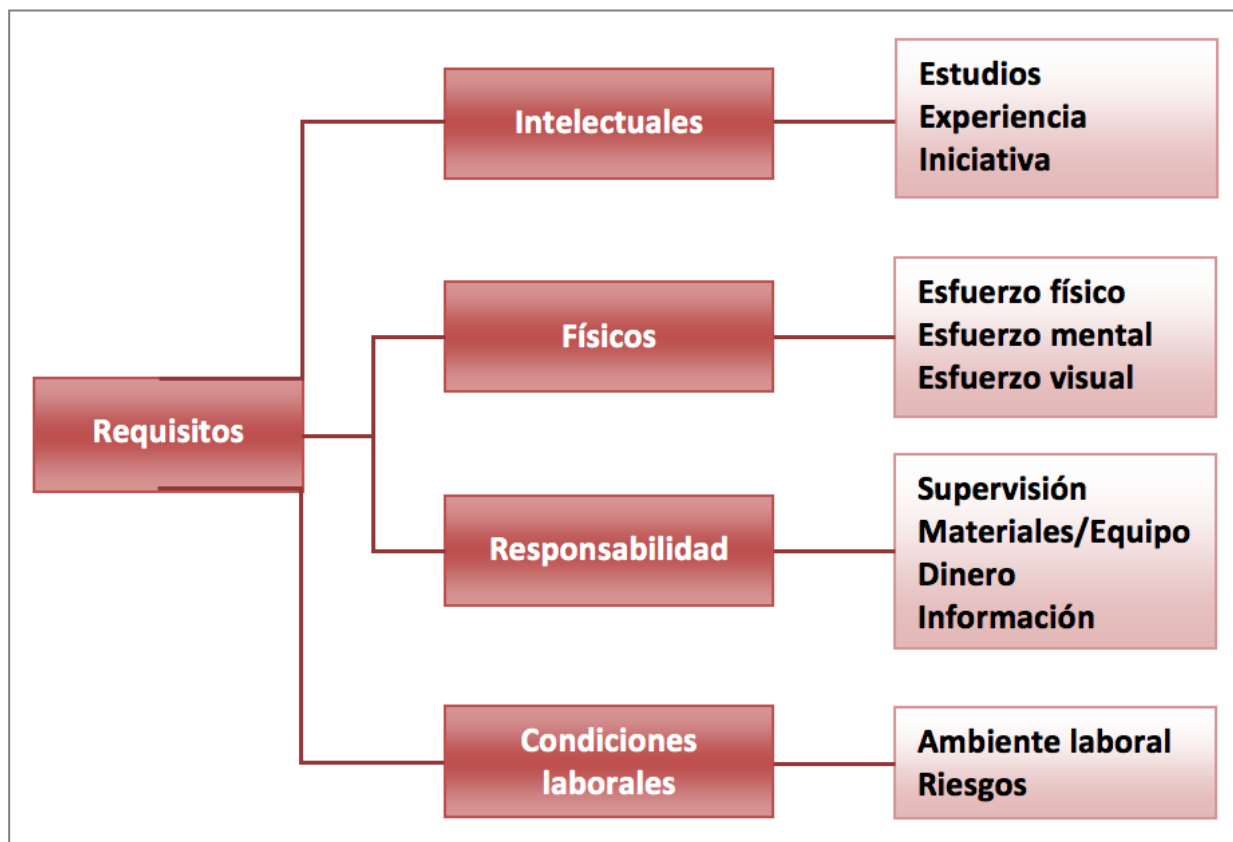 Requisitos
Intelectuales
Estudios
Experiencia
Iniciativa
Físicos
Esfuerzo físico
Esfuerzo mental
Esfuerzo visual
Responsabilidad
Supervisión
Materiales/Equipo
Dinero
Información
Condiciones
laborales
Ambiente laboral
Riesgos